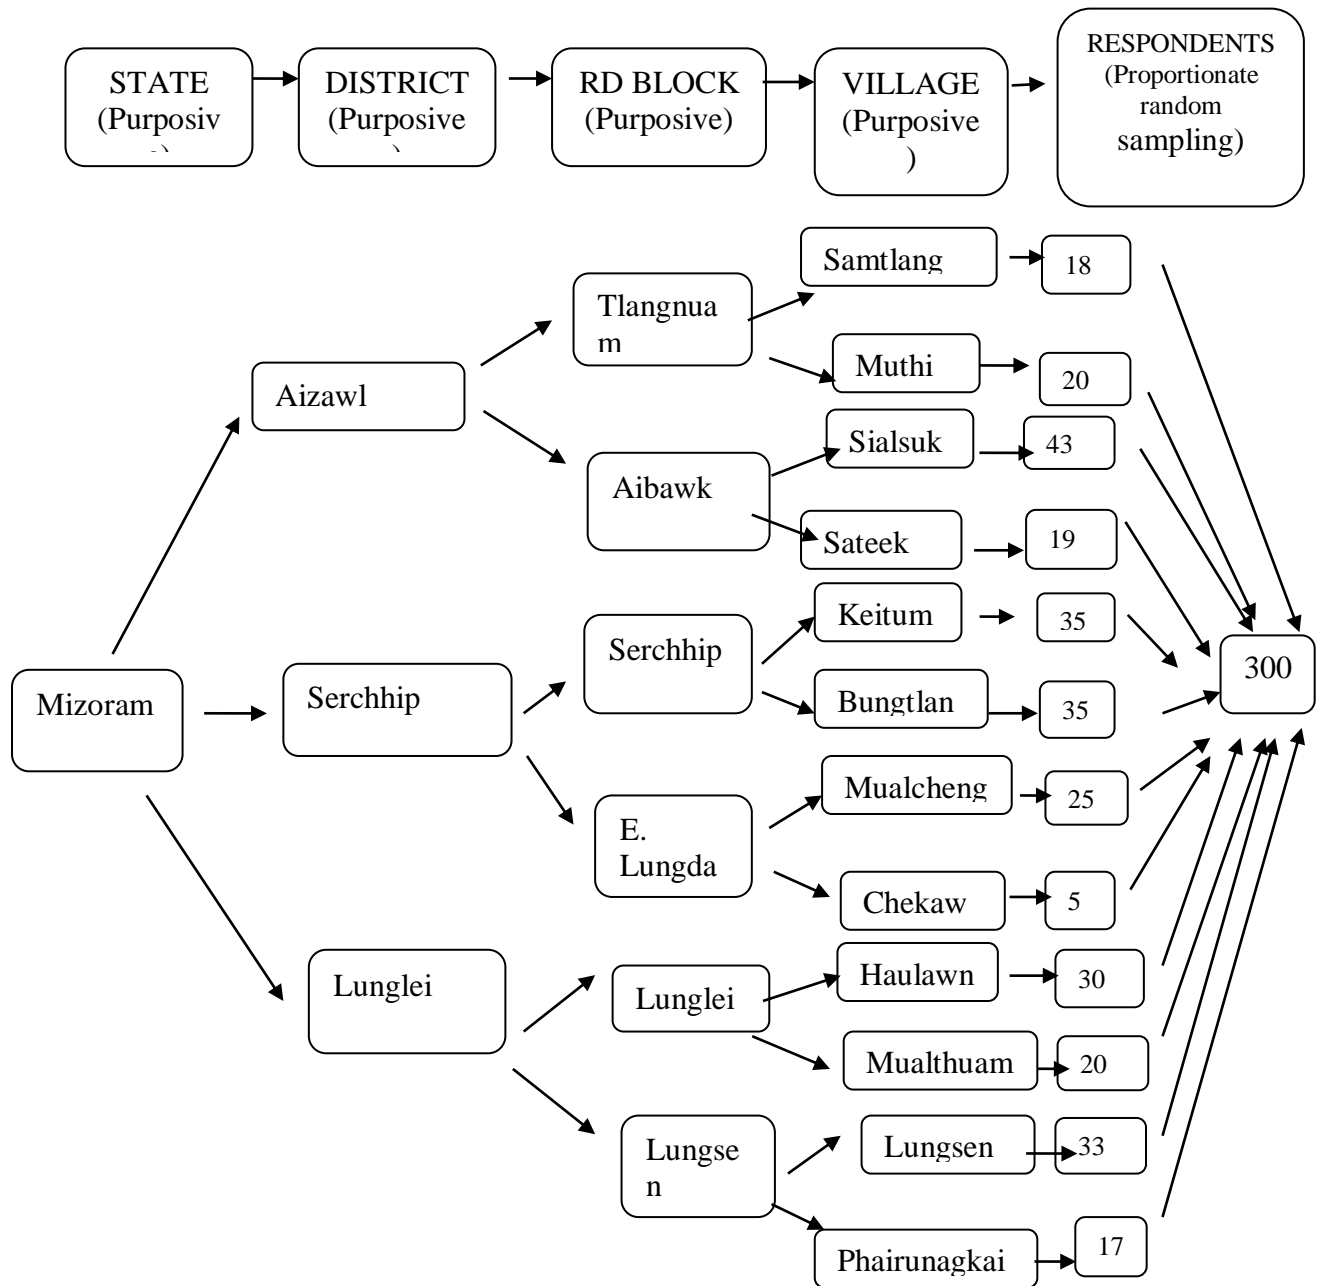 STATE
(Purposiv
DISTRICT
(Purposive
)
RD BLOCK
(Purposive)
VILLAGE
(Purposive
)
RESPONDENTS
(Proportionate
random
sampling)
Samtlang
18
Tlangnua
m
Muthi
20
Aizawl
Sialsuk
43
Aibawk
Sateek
19
Keitum
35
Serchhip
300
Mizoram
Serchhip
Bungtlan
35
Mualcheng
25
E.
Lungda
Chekaw
5
Haulawn
30
Lunglei
Lunglei
Mualthuam
20
Lungsen
33
Lungse
n
Phairunagkai
17